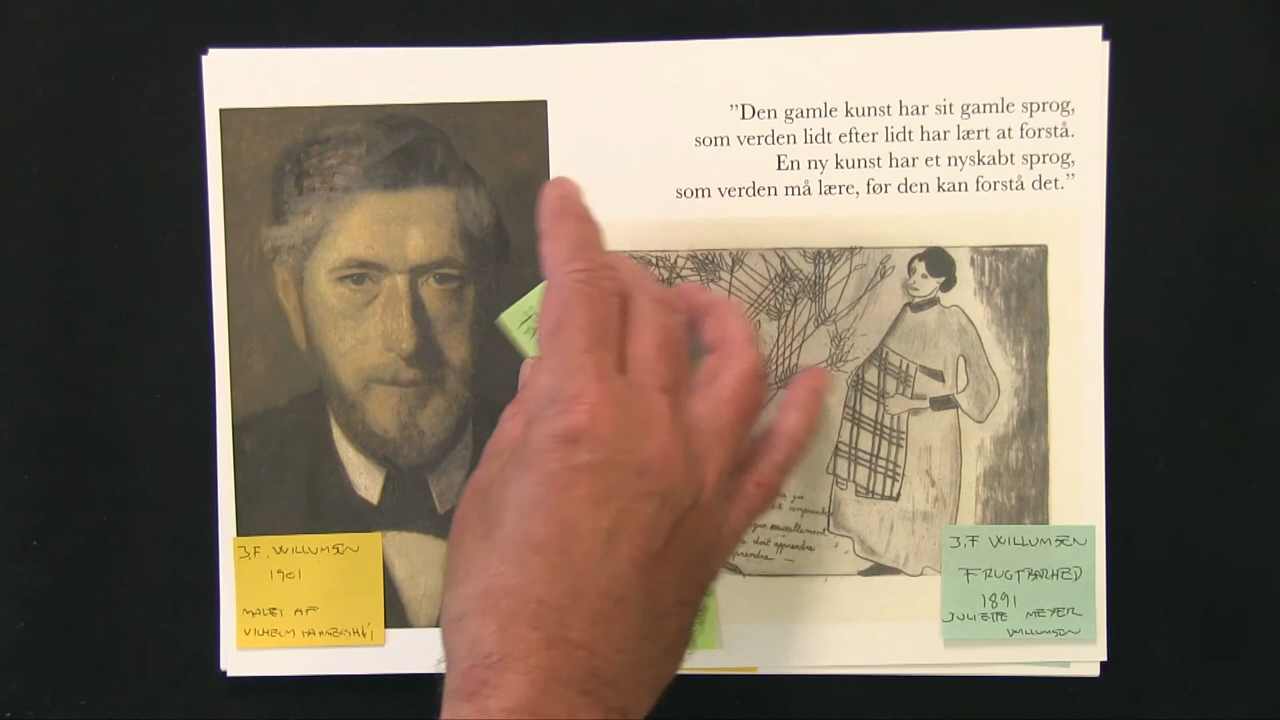 ”Den gamle kunst har sit gamle sprog,
som verden lidt efter lidt har lært at forstå.
En ny kunst har et nyskabt sprog,
som verden må lære, før den kan forstå det.”
J.F. WILLUMSEN
1901
MALET AF
VILHELM HAMMERSHØI
J.F WILLUMSEN
FRUGTBARHED
1891
JULIETTE MEYER
WILLUMSEN
doit apprendre